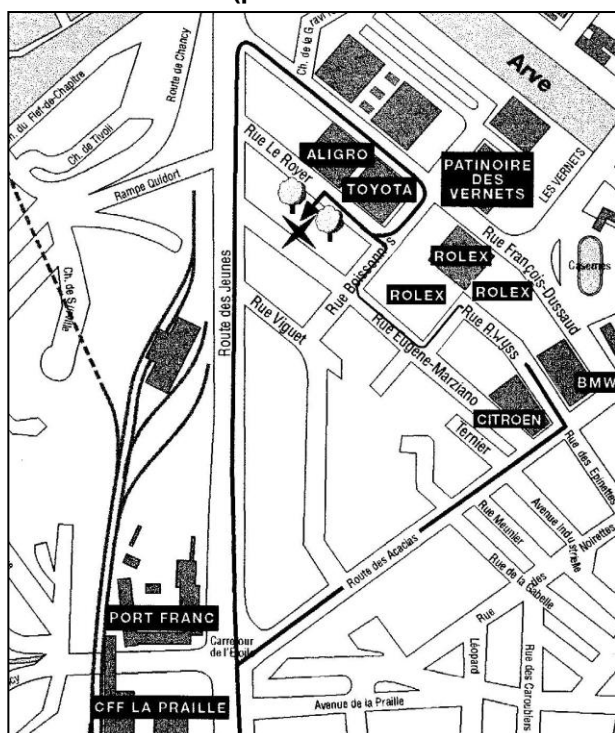 Route de Chancy
Ch. de la Gravi
Arve
Ch. du Fief-de-Chapitre
Ch. de Tivoli
Rue Le Royer
ALIGRO
TOYOTA
PATINOIRE
DES
VERNETS
LES VERNETS
Rampe Quidort
Route des Jeunes
Rue Boissonnas
ROLEX
ROLEX
ROLEX
Rue François-Dussaud
Casernes
Rue Viguet
Rue Eugène-Marziano
Rue A.Wyss
BMW
CITROEN
Ternier
Rue des Epinettes
Rue Meunier
Avenue Industrielle
Noirettes
Route des Acacias
Rue de la Gabelle
des
Rue
PORT FRANC
Carrefour
de l'Etoile
Léopard
Rue des Caroubiers
CFF LA PRAILLE
Avenue de la Praille